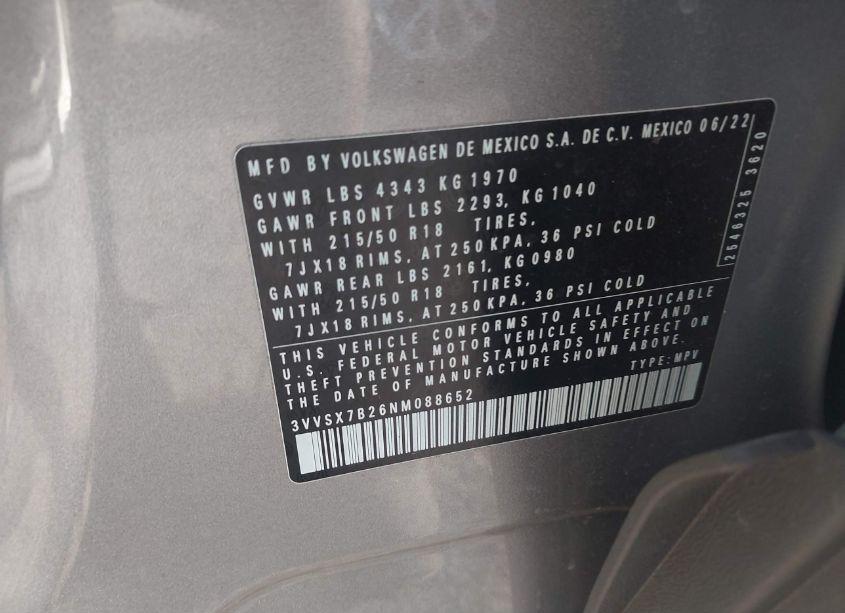 MFD BY VOLKSWAGEN DE MEXICO S.A. DE C.V. MEXICO 06/22
GVWR LBS 4343 KG 1970
GAWR FRONT LBS 2293, KG 1040
WITH 215/50 R18 TIRES,
7JX18 RIMS, AT 250 KPA, 36 PSI COLD
GAWR REAR LBS 2161, KG 0980
WITH 215/50 R18 TIRES,
7JX18 RIMS, AT 250 KPA, 36 PSI COLD
2546325 3620
THIS VEHICLE CONFORMS TO ALL APPLICABLE
U.S. FEDERAL MOTOR VEHICLE SAFETY AND
THEFT PREVENTION STANDARDS IN EFFECT ON
THE DATE OF MANUFACTURE SHOWN ABOVE.
TYPE: MPV
3VVSX7B26NM088652